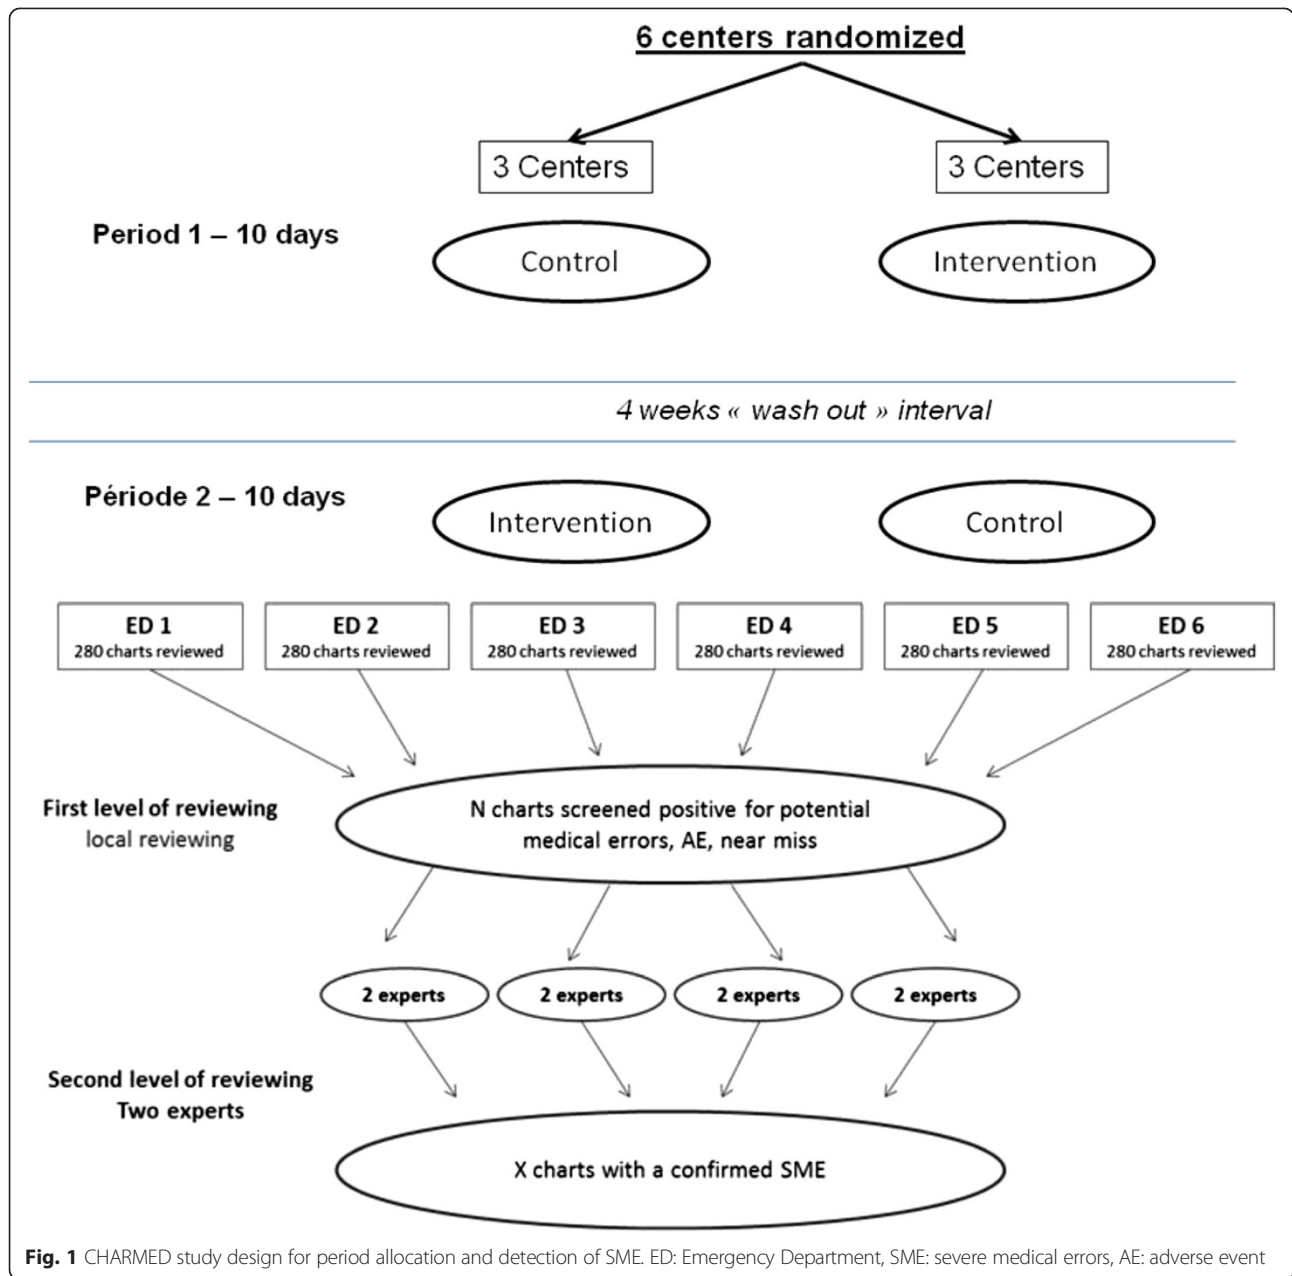 6 centers randomized
3 Centers
3 Centers
Period 1 – 10 days
Control
Intervention
4 weeks « wash out » interval
Période 2 – 10 days
Intervention
Control
ED 1
280 charts reviewed
ED 2
280 charts reviewed
ED 3
280 charts reviewed
ED 4
280 charts reviewed
ED 5
280 charts reviewed
ED 6
280 charts reviewed
First level of reviewing
local reviewing
N charts screened positive for potential
medical errors, AE, near miss
2 experts
2 experts
2 experts
2 experts
Second level of reviewing
Two experts
X charts with a confirmed SME
Fig. 1 CHARMED study design for period allocation and detection of SME. ED: Emergency Department, SME: severe medical errors, AE: adverse event